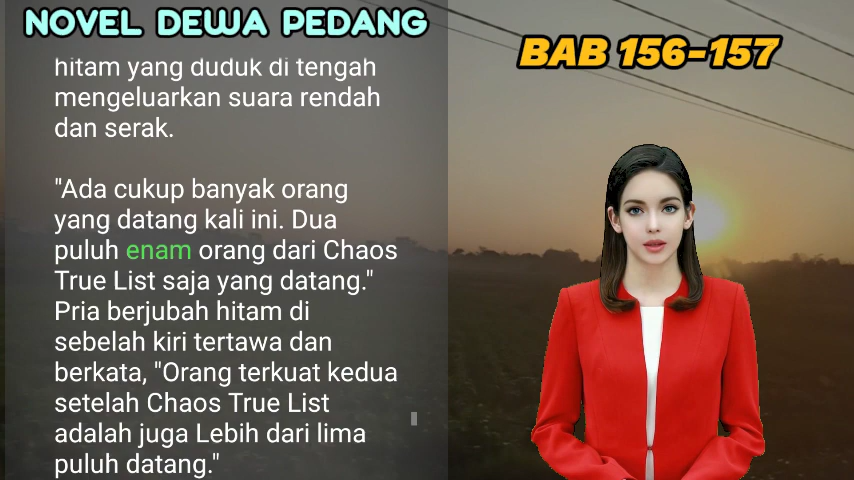 NOVEL DEWA PEDANG
BAB 156-157
hitam yang duduk di tengah
mengeluarkan suara rendah
dan serak.
"Ada cukup banyak orang
yang datang kali ini. Dua
puluh enam orang dari Chaos
True List saja yang datang."
Pria berjubah hitam di
sebelah kiri tertawa dan
berkata, "Orang terkuat kedua
setelah Chaos True List
adalah juga Lebih dari lima
puluh datang."